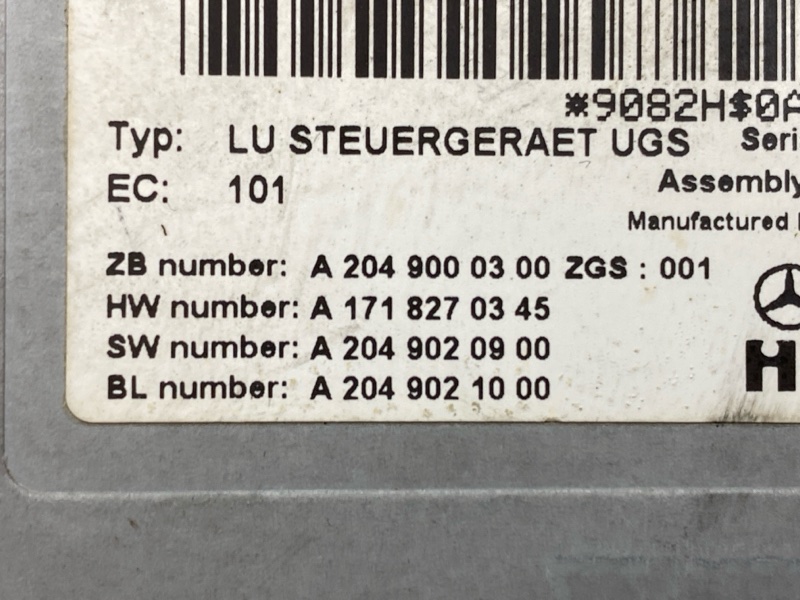 *9082H$0A
Typ: LU STEUERGERAET UGS Seri
EC: 101 Assembly
Manufactured
ZB number: A 204 900 03 00 ZGS : 001
HW number: A 171 827 03 45
SW number: A 204 902 09 00
BL number: A 204 902 10 00
H